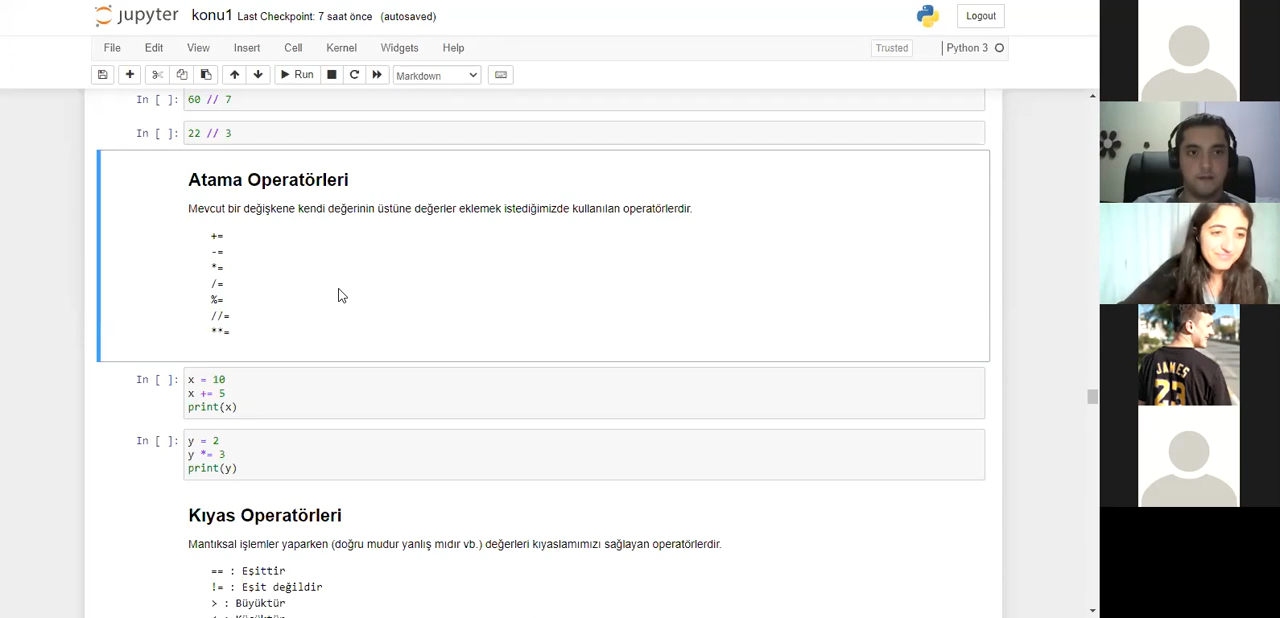 jupyter konu1 Last Checkpoint: 7 saat önce (autosaved) Logout
File Edit View Insert Cell Kernel Widgets Help Trusted Python 3
Run Markdown
In [ ]: 60 // 7
In [ ]: 22 // 3
Atama Operatörleri
Mevcut bir değişkene kendi değerinin üstüne değerler eklemek istediğimizde kullanılan operatörlerdir.
+=
-=
*=
/=
%=
//=
**=
In [ ]: x = 10
x += 5
print(x)
In [ ]: y = 2
y *= 3
print(y)
Kıyas Operatörleri
Mantıksal işlemler yaparken (doğru mudur yanlış mıdır vb.) değerleri kıyaslamımızı sağlayan operatörlerdir.
== : Eşittir
!= : Eşit değildir
> : Büyüktür
JAMES
23